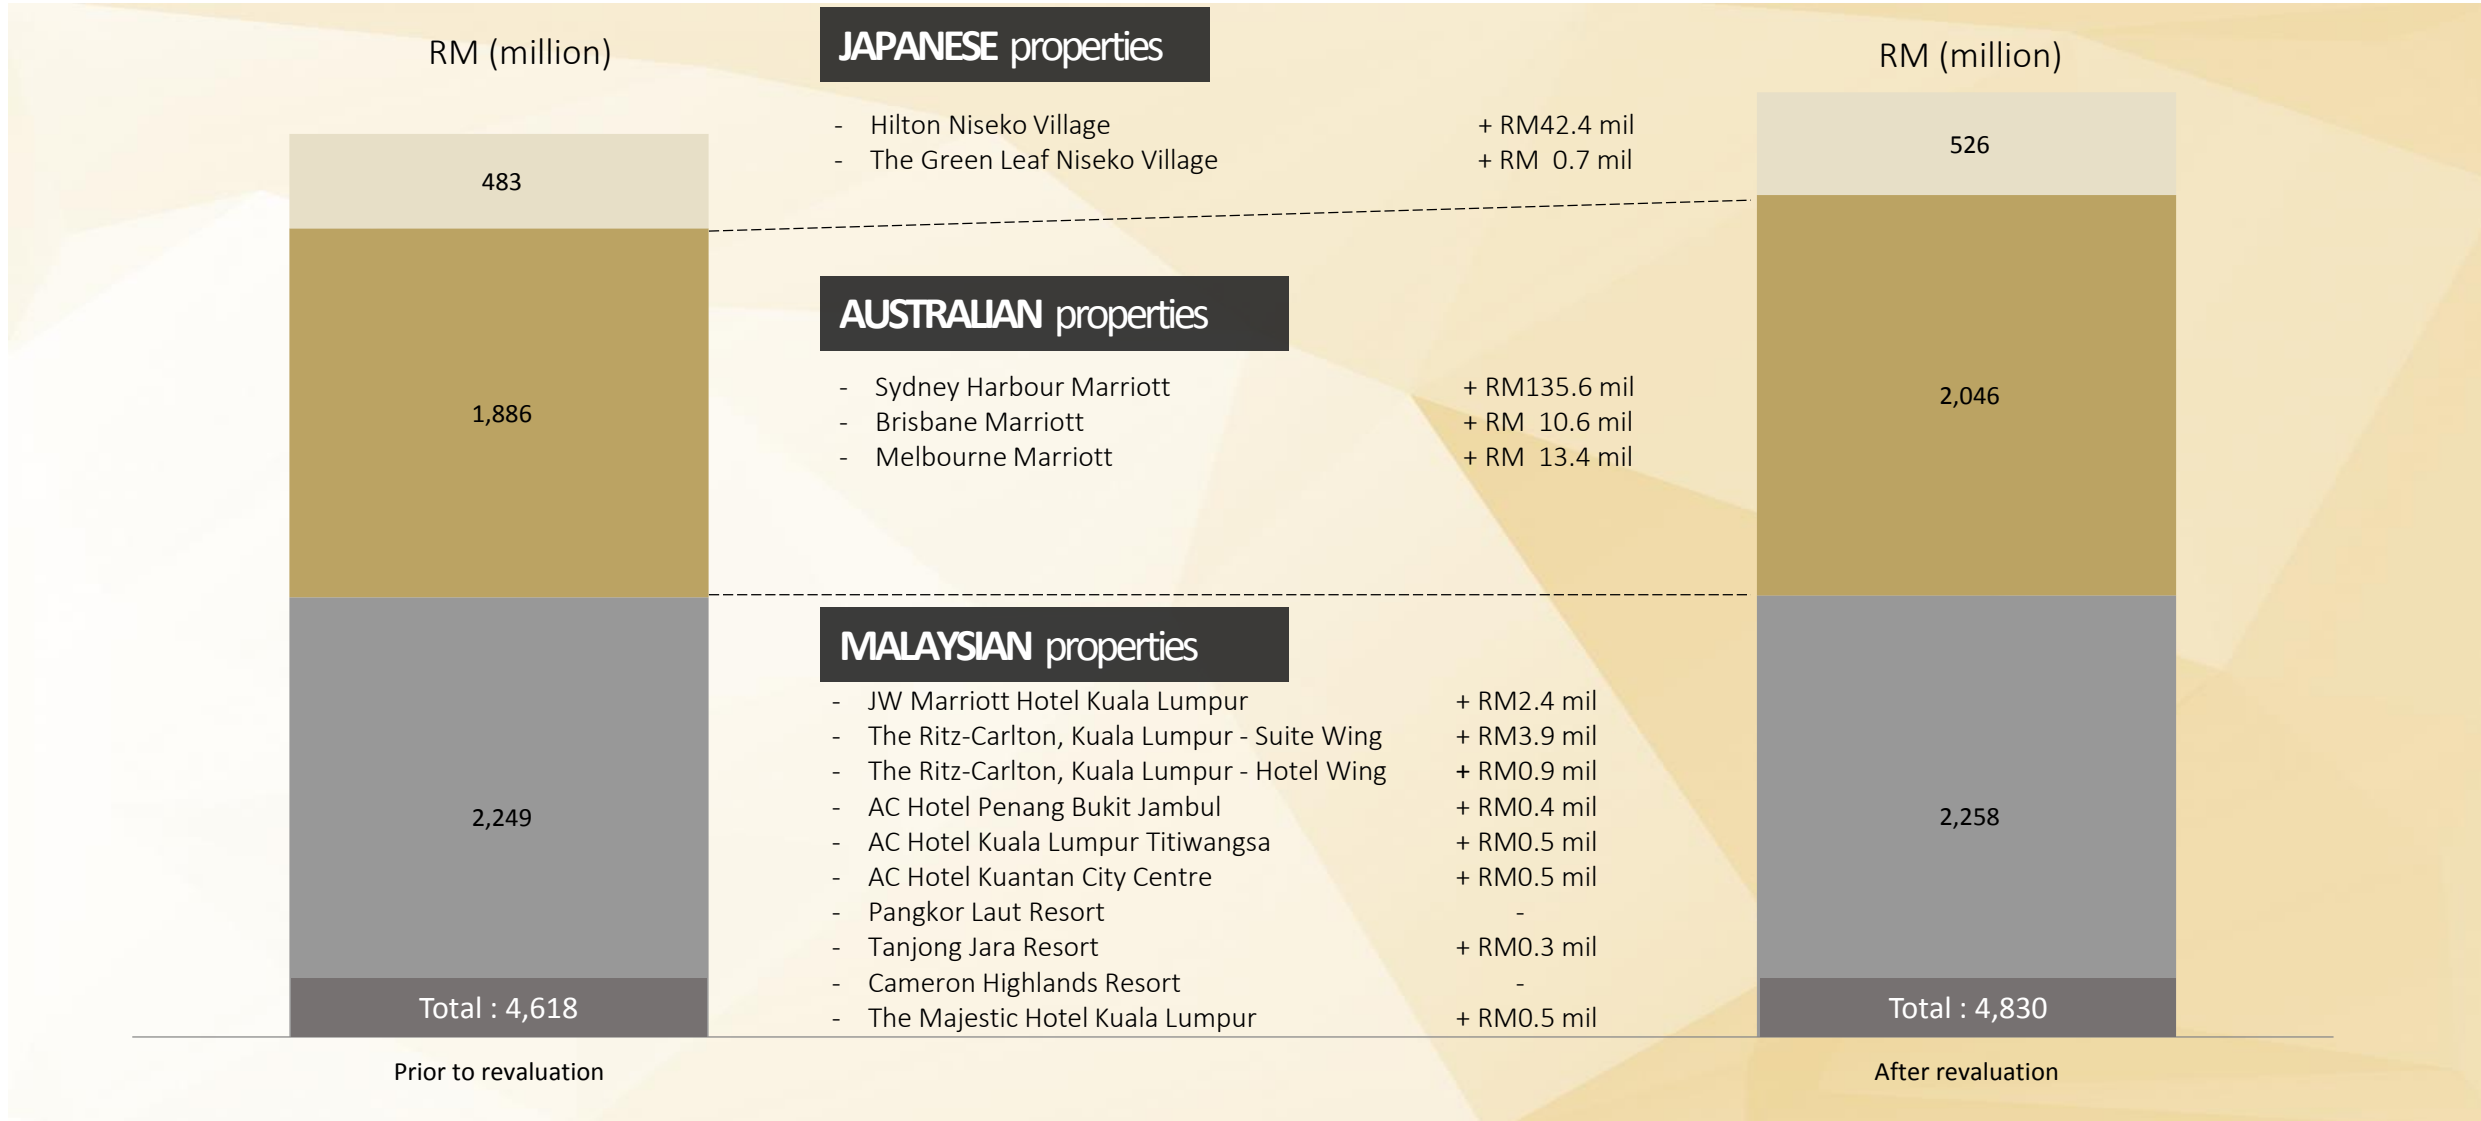 RM (million)
483
1,886
2,249
Total : 4,618
Prior to revaluation
JAPANESE properties
- Hilton Niseko Village + RM42.4 mil
- The Green Leaf Niseko Village + RM 0.7 mil
AUSTRALIAN properties
- Sydney Harbour Marriott + RM135.6 mil
- Brisbane Marriott + RM 10.6 mil
- Melbourne Marriott + RM 13.4 mil
MALAYSIAN properties
- JW Marriott Hotel Kuala Lumpur + RM2.4 mil
- The Ritz-Carlton, Kuala Lumpur - Suite Wing + RM3.9 mil
- The Ritz-Carlton, Kuala Lumpur - Hotel Wing + RM0.9 mil
- AC Hotel Penang Bukit Jambul + RM0.4 mil
- AC Hotel Kuala Lumpur Titiwangsa + RM0.5 mil
- AC Hotel Kuantan City Centre + RM0.5 mil
- Pangkor Laut Resort -
- Tanjong Jara Resort + RM0.3 mil
- Cameron Highlands Resort -
- The Majestic Hotel Kuala Lumpur + RM0.5 mil
RM (million)
526
2,046
2,258
Total : 4,830
After revaluation